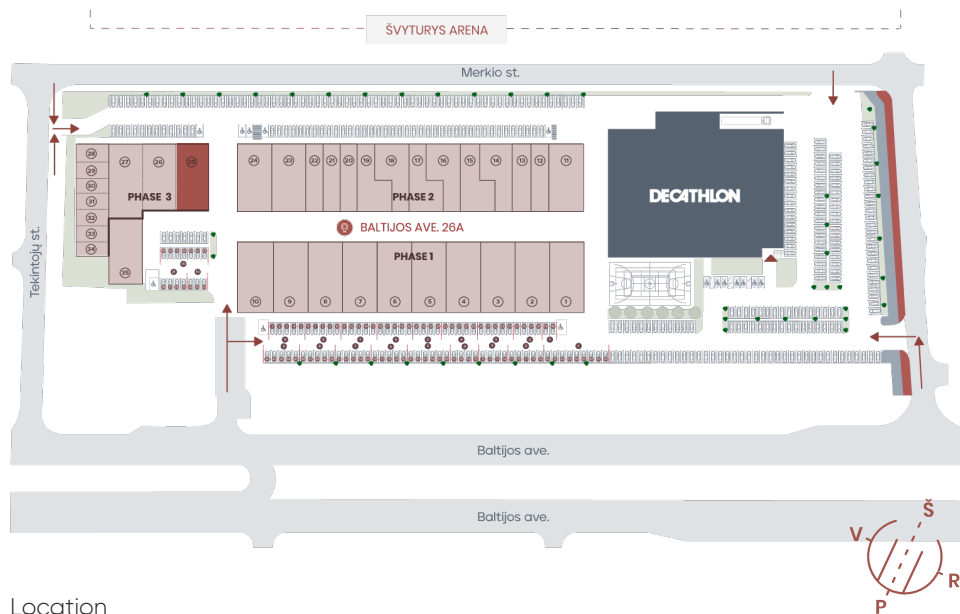 ŠVYTURYS ARENA
Merkio st.
28
27
26
25
24
23
22
21
20
19
18
17
16
15
14
13
12
11
29
30
31
32
33
34
35
PHASE 3
PHASE 2
DECATHLON
BALTIJOS AVE. 26A
PHASE 1
Tekintojų st.
10
9
8
7
6
5
4
3
2
1
Baltijos ave.
Baltijos ave.
Š
V
R
P
Location